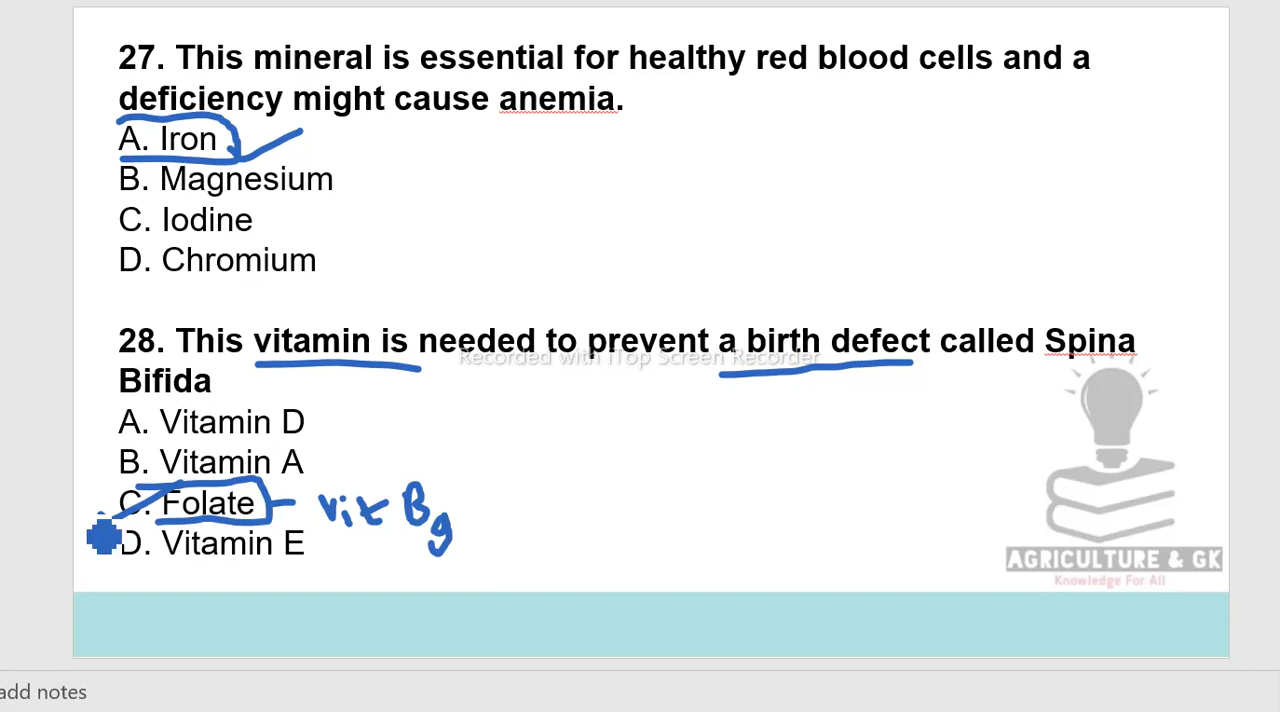 27. This mineral is essential for healthy red blood cells and a
deficiency might cause anemia.
A. Iron
B. Magnesium
C. Iodine
D. Chromium
28. This vitamin is needed to prevent a birth defect called Spina
Recorded with iTop Screen Recorder
Bifida
A. Vitamin D
B. Vitamin A
C. Folate - vit B9
D. Vitamin E
AGRICULTURE & GK
Knowledge For All
add notes